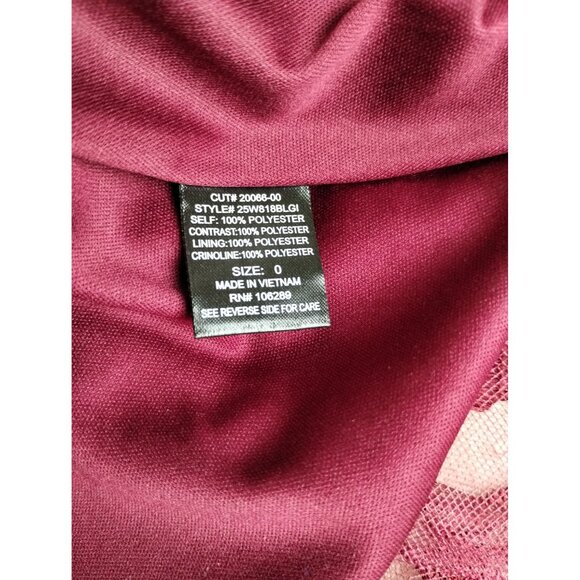 CUT# 20066-00
STYLE# 25W818BLGI
SELF: 100% POLYESTER
CONTRAST:100% POLYESTER
LINING:100% POLYESTER
CRINOLINE:100% POLYESTER
SIZE: 0
MADE IN VIETNAM
RN# 106289
SEE REVERSE SIDE FOR CARE